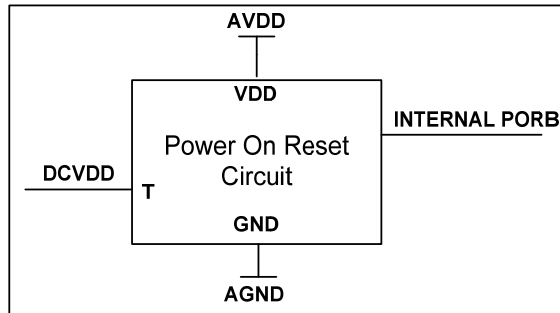 AVDD
VDD
INTERNAL PORB
Power On Reset
Circuit
DCVDD
T
GND
AGND